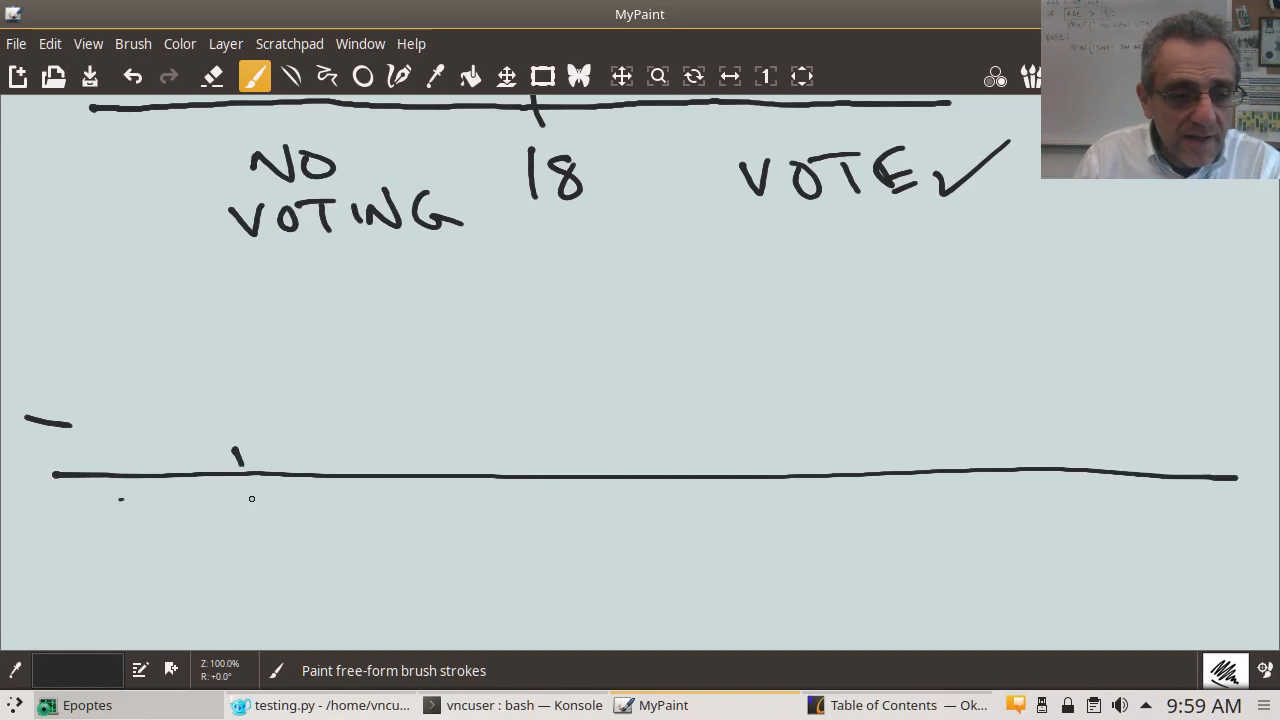 MyPaint
File Edit View Brush Color Layer Scratchpad Window Help
NO 18 VOTE ✓
VOTING
Z: 100.0%
R: +0.0°
Paint free-form brush strokes
Epoptes
testing.py - /home/vncu...
vncuser : bash — Konsole
MyPaint
Table of Contents — Ok...
9:59 AM